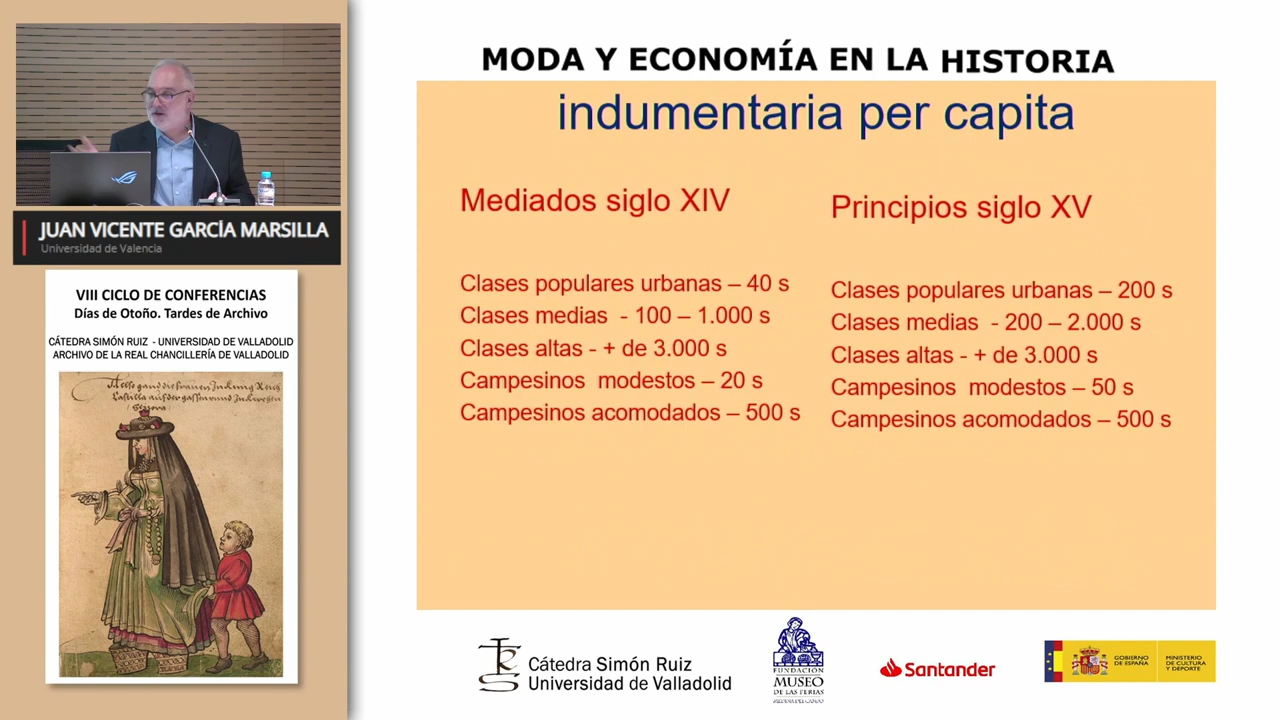 MODA Y ECONOMÍA EN LA HISTORIA
indumentaria per capita
Mediados siglo XIV
Clases populares urbanas – 40 s
Clases medias - 100 – 1.000 s
Clases altas - + de 3.000 s
Campesinos modestos – 20 s
Campesinos acomodados – 500 s
Principios siglo XV
Clases populares urbanas – 200 s
Clases medias - 200 – 2.000 s
Clases altas - + de 3.000 s
Campesinos modestos – 50 s
Campesinos acomodados – 500 s
JUAN VICENTE GARCÍA MARSILLA
Universidad de Valencia
VIII CICLO DE CONFERENCIAS
Días de Otoño. Tardes de Archivo
CÁTEDRA SIMÓN RUIZ - UNIVERSIDAD DE VALLADOLID
ARCHIVO DE LA REAL CHANCILLERÍA DE VALLADOLID
Cátedra Simón Ruiz
Universidad de Valladolid
FUNDACIÓN
MUSEO
DE LAS FERIAS
MEDINA DEL CAMPO
Santander
GOBIERNO
DE ESPAÑA
MINISTERIO
DE CULTURA
Y DEPORTE